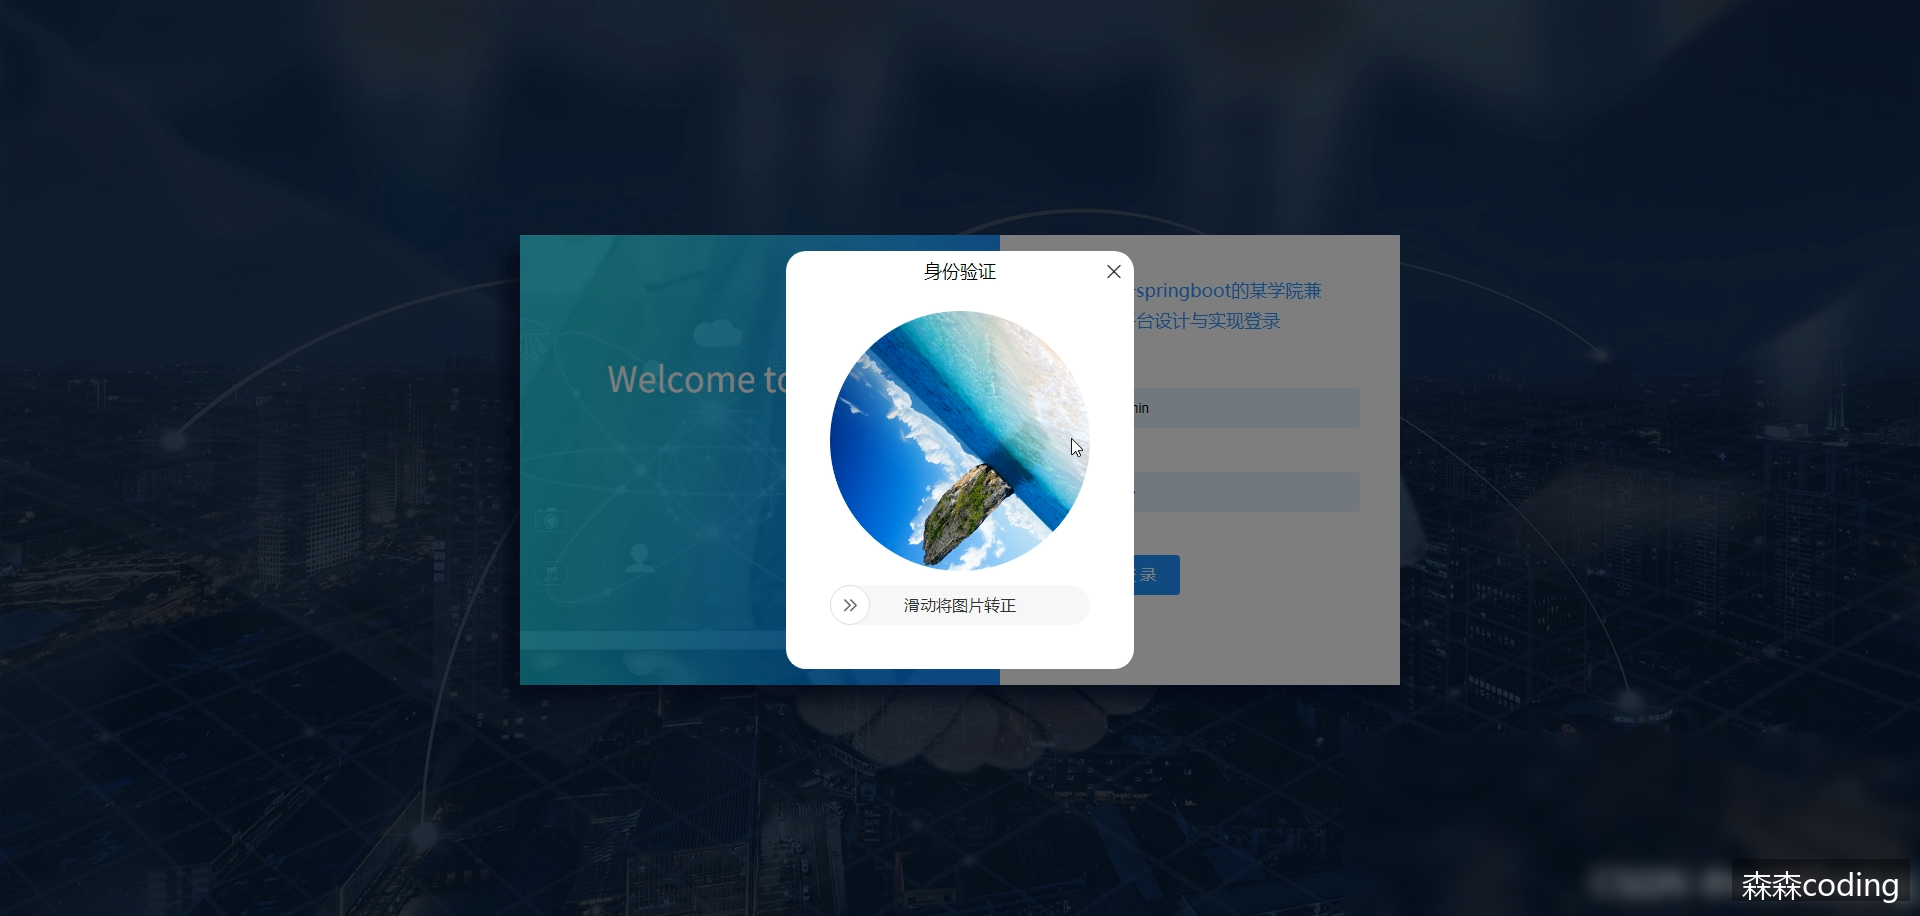 身份验证
springboot的某学院兼
台设计与实现登录
Welcome to
min
录
滑动将图片转正
森森coding